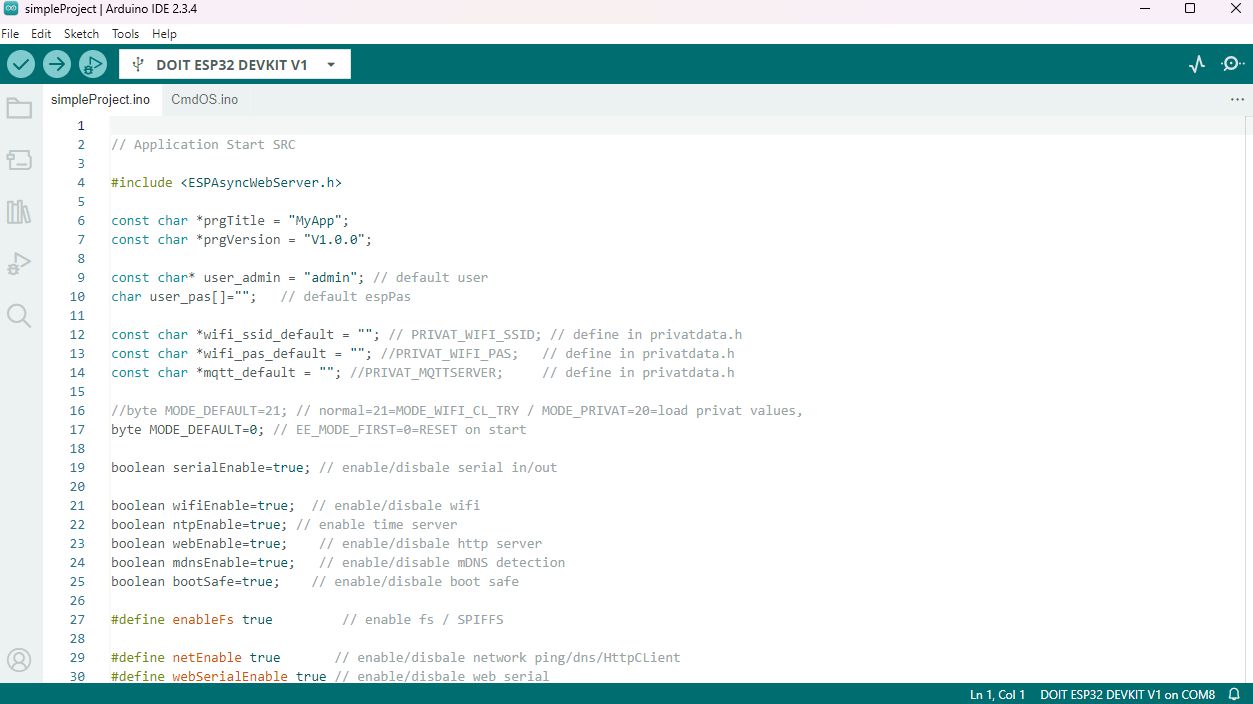 simpleProject | Arduino IDE 2.3.4
File Edit Sketch Tools Help
DOIT ESP32 DEVKIT V1
simpleProject.ino CmdOS.ino
1
2 // Application Start SRC
3
4 #include <ESPAsyncWebServer.h>
5
6 const char *prgTitle = "MyApp";
7 const char *prgVersion = "V1.0.0";
8
9 const char* user_admin = "admin"; // default user
10 char user_pas[]="";   // default espPas
11
12 const char *wifi_ssid_default = ""; // PRIVAT_WIFI_SSID; // define in privatdata.h
13 const char *wifi_pas_default = ""; //PRIVAT_WIFI_PAS;   // define in privatdata.h
14 const char *mqtt_default = ""; //PRIVAT_MQTTSERVER;     // define in privatdata.h
15
16 //byte MODE_DEFAULT=21; // normal=21=MODE_WIFI_CL_TRY / MODE_PRIVAT=20=load privat values,
17 byte MODE_DEFAULT=0; // EE_MODE_FIRST=0=RESET on start
18
19 boolean serialEnable=true; // enable/disbale serial in/out
20
21 boolean wifiEnable=true;  // enable/disbale wifi
22 boolean ntpEnable=true; // enable time server
23 boolean webEnable=true;    // enable/disbale http server
24 boolean mdnsEnable=true;   // enable/disable mDNS detection
25 boolean bootSafe=true;    // enable/disbale boot safe
26
27 #define enableFs true         // enable fs / SPIFFS
28
29 #define netEnable true       // enable/disbale network ping/dns/HttpCLient
30 #define webSerialEnable true // enable/disbale web serial
Ln 1, Col 1 DOIT ESP32 DEVKIT V1 on COM8